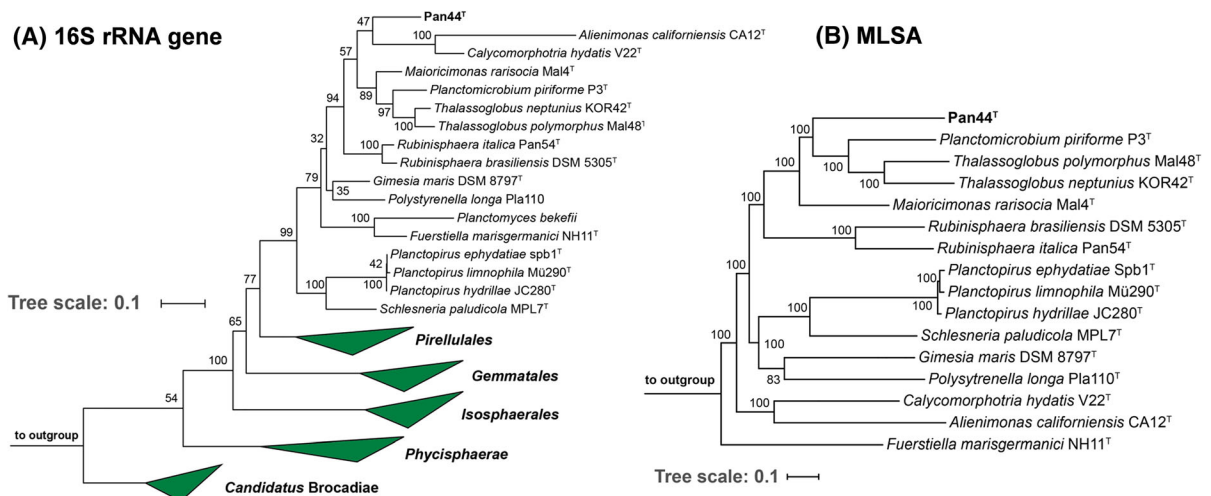 (A) 16S rRNA gene
47
Pan44ᵀ
100
Alienimonas californiensis CA12ᵀ
Calycomorphotria hydatis V22ᵀ
57
Maioricimonas rarisocia Mal4ᵀ
89
Planctomicrobium piriforme P3ᵀ
97
Thalassoglobus neptunius KOR42ᵀ
100
Thalassoglobus polymorphus Mal48ᵀ
94
100
Rubinisphaera italica Pan54ᵀ
Rubinisphaera brasiliensis DSM 5305ᵀ
32
Gimesia maris DSM 8797ᵀ
35
Polystyrenella longa Pla110
79
100
Planctomyces bekefii
Fuerstiella marisgermanici NH11ᵀ
99
Planctopirus ephydatiae spb1ᵀ
42
Planctopirus limnophila Mü290ᵀ
100
100
Planctopirus hydrillae JC280ᵀ
Schlesneria paludicola MPL7ᵀ
77
Tree scale: 0.1
65
Pirellulales
100
Gemmatales
54
Isosphaerales
to outgroup
Phycisphaerae
Candidatus Brocadiae
(B) MLSA
100
Pan44ᵀ
Planctomicrobium piriforme P3ᵀ
100
100
Thalassoglobus polymorphus Mal48ᵀ
100
Thalassoglobus neptunius KOR42ᵀ
100
Maioricimonas rarisocia Mal4ᵀ
100
Rubinisphaera brasiliensis DSM 5305ᵀ
Rubinisphaera italica Pan54ᵀ
100
Planctopirus ephydatiae Spb1ᵀ
100
Planctopirus limnophila Mü290ᵀ
100
Planctopirus hydrillae JC280ᵀ
Schlesneria paludicola MPL7ᵀ
100
100
Gimesia maris DSM 8797ᵀ
83
Polysytrenella longa Pla110ᵀ
to outgroup
100
Calycomorphotria hydatis V22ᵀ
Alienimonas californiensis CA12ᵀ
Fuerstiella marisgermanici NH11ᵀ
Tree scale: 0.1